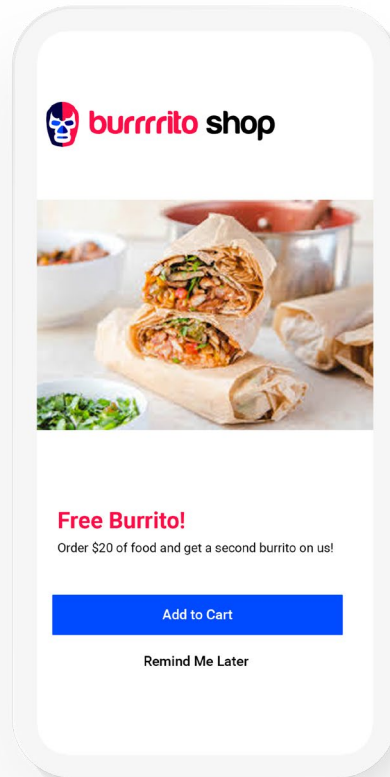 burrrrito shop
Free Burrito!
Order $20 of food and get a second burrito on us!
Add to Cart
Remind Me Later